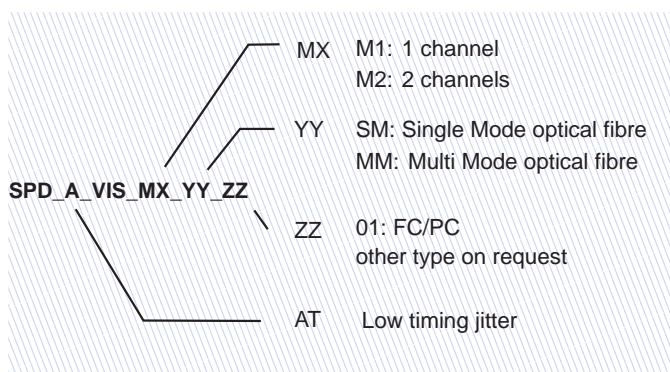 MX M1: 1 channel
M2: 2 channels
YY SM: Single Mode optical fibre
MM: Multi Mode optical fibre
SPD_A_VIS_MX_YY_ZZ
ZZ 01: FC/PC
other type on request
AT Low timing jitter